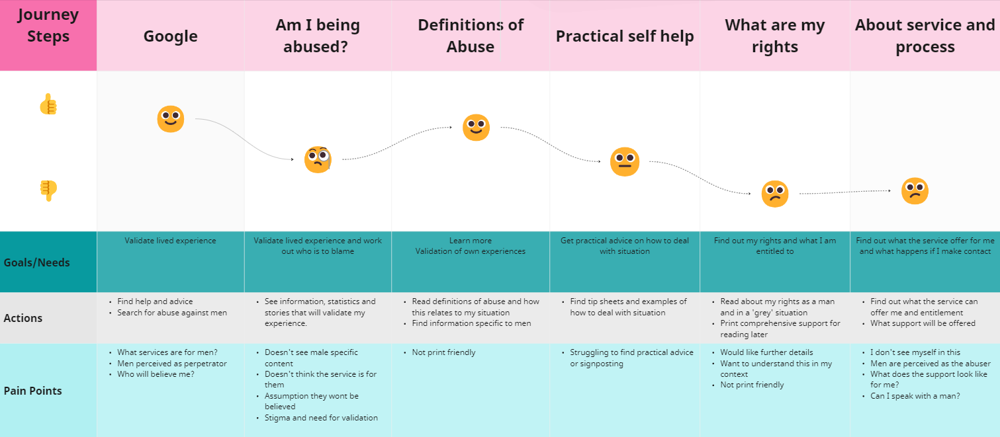 Journey
Steps
Google
Am I being
abused?
Definitions of
Abuse
Practical self help
What are my
rights
About service and
process
Goals/Needs
Validate lived experience
Validate lived experience and work
out who is to blame
Learn more
Validation of own experiences
Get practical advice on how to deal
with situation
Find out my rights and what I am
entitled to
Find out what the service offer for me
and what happens if I make contact
Actions
• Find help and advice
• Search for abuse against men
• See information, statistics and
stories that will validate my
experience.
• Read definitions of abuse and how
this relates to my situation
• Find information specific to men
• Find tip sheets and examples of
how to deal with situation
• Read about my rights as a man
and in a 'grey' situation
• Print comprehensive support for
reading later
• Find out what the service can
offer me and entitlement
• What support will be offered
Pain Points
• What services are for men?
• Men perceived as perpetrator
• Who will believe me?
• Doesn't see male specific
content
• Doesn't think the service is for
them
• Assumption they wont be
believed
• Stigma and need for validation
• Not print friendly
• Struggling to find practical advice
or signposting
• Would like further details
• Want to understand this in my
context
• Not print friendly
• I don't see myself in this
• Men are perceived as the abuser
• What does the support look like
for me?
• Can I speak with a man?